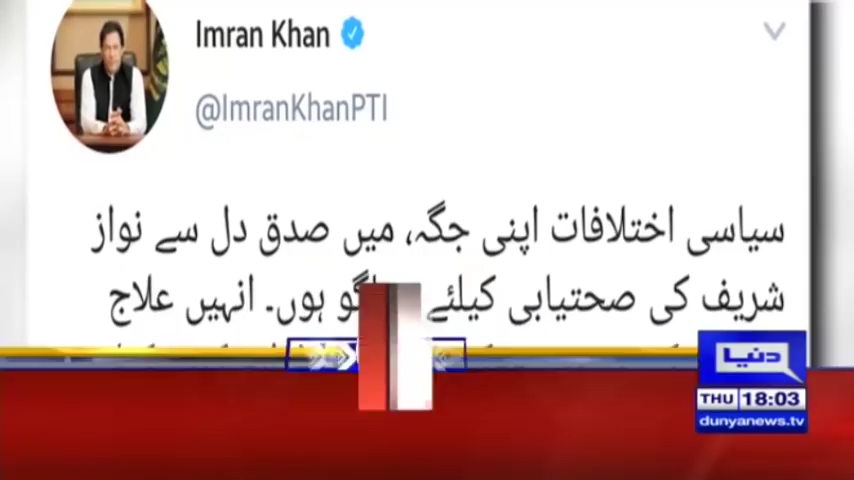 Imran Khan
@ImranKhanPTI
سیاسی اختلافات اپنی جگہ، میں صدق دل سے نواز
شریف کی صحتیابی کیلئے ہوں۔ انہیں علاج
دنیا
THU 18:03
dunyanews.tv